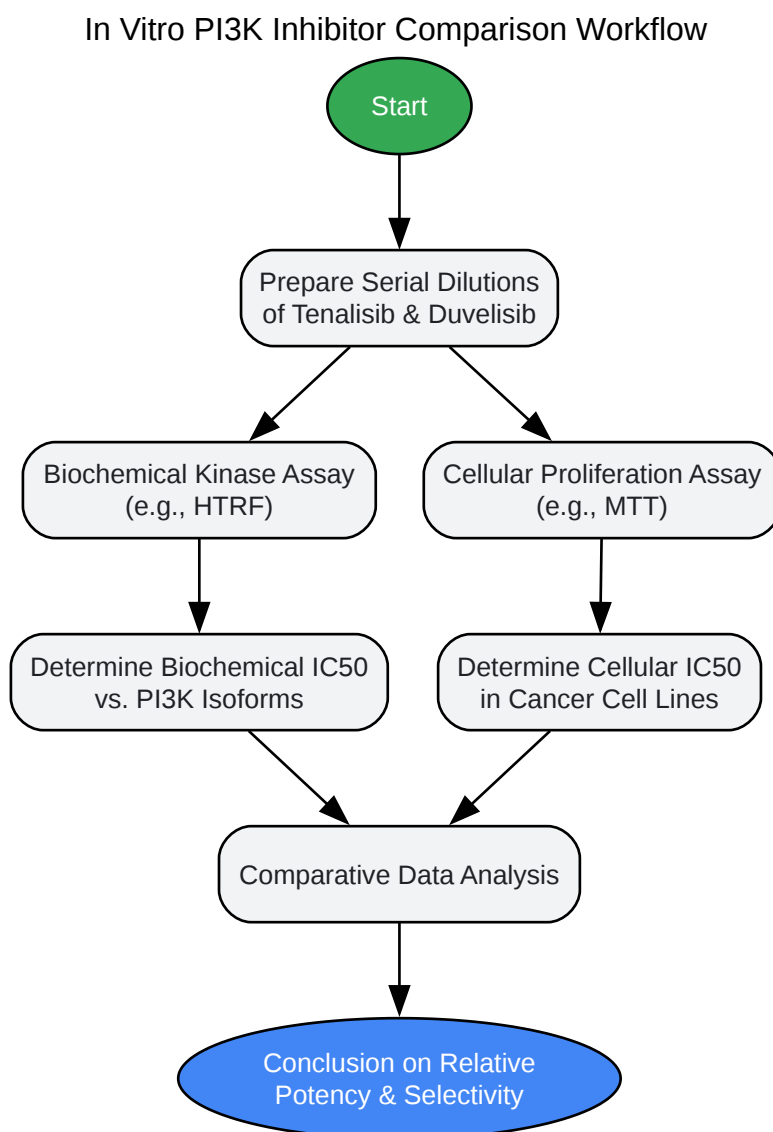 In Vitro PI3K Inhibitor Comparison Workflow
Start
Prepare Serial Dilutions
of Tenalisib & Duvelisib
Biochemical Kinase Assay
(e.g., HTRF)
Cellular Proliferation Assay
(e.g., MTT)
Determine Biochemical IC50
vs. PI3K Isoforms
Determine Cellular IC50
in Cancer Cell Lines
Comparative Data Analysis
Conclusion on Relative
Potency & Selectivity